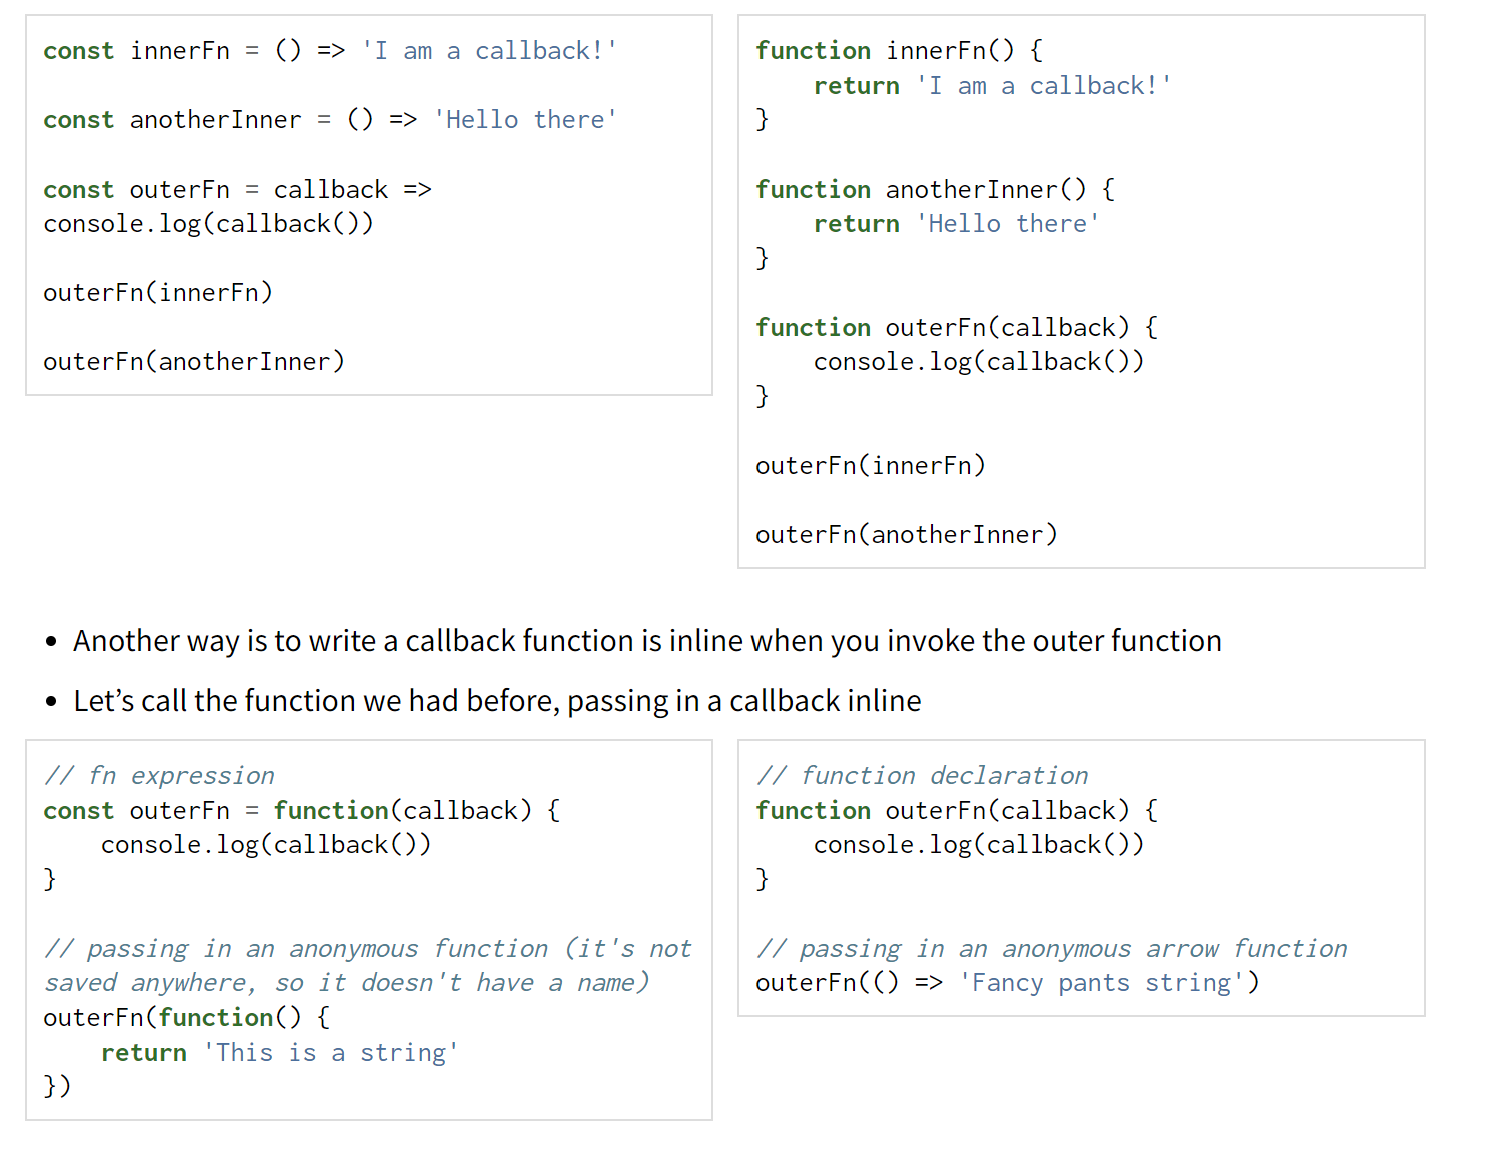 const innerFn = () => 'I am a callback!'
const anotherInner = () => 'Hello there'
const outerFn = callback =>
console.log(callback())
outerFn(innerFn)
outerFn(anotherInner)
function innerFn() {
    return 'I am a callback!'
}
function anotherInner() {
    return 'Hello there'
}
function outerFn(callback) {
    console.log(callback())
}
outerFn(innerFn)
outerFn(anotherInner)
• Another way is to write a callback function is inline when you invoke the outer function
• Let’s call the function we had before, passing in a callback inline
// fn expression
const outerFn = function(callback) {
    console.log(callback())
}
// passing in an anonymous function (it's not
saved anywhere, so it doesn't have a name)
outerFn(function() {
    return 'This is a string'
})
// function declaration
function outerFn(callback) {
    console.log(callback())
}
// passing in an anonymous arrow function
outerFn(() => 'Fancy pants string')